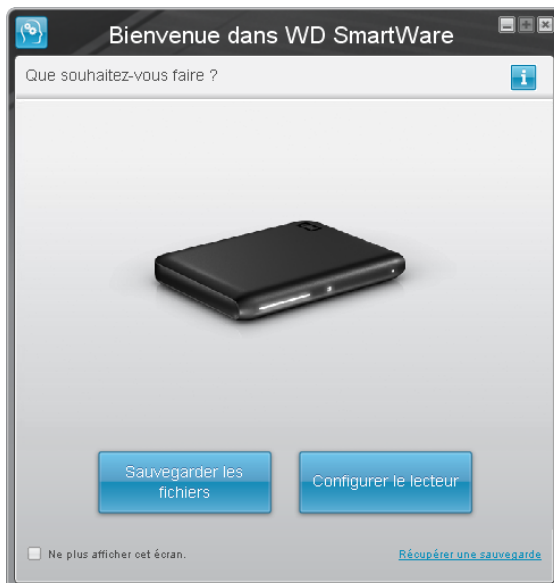 Bienvenue dans WD SmartWare
Que souhaitez-vous faire ?
Sauvegarder les
fichiers
Configurer le lecteur
Ne plus afficher cet écran.
Récupérer une sauvegarde